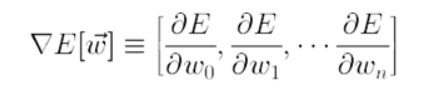 ∇E[w⃗] ≡ [∂E/∂w₀, ∂E/∂w₁, ⋯ ∂E/∂wₙ]